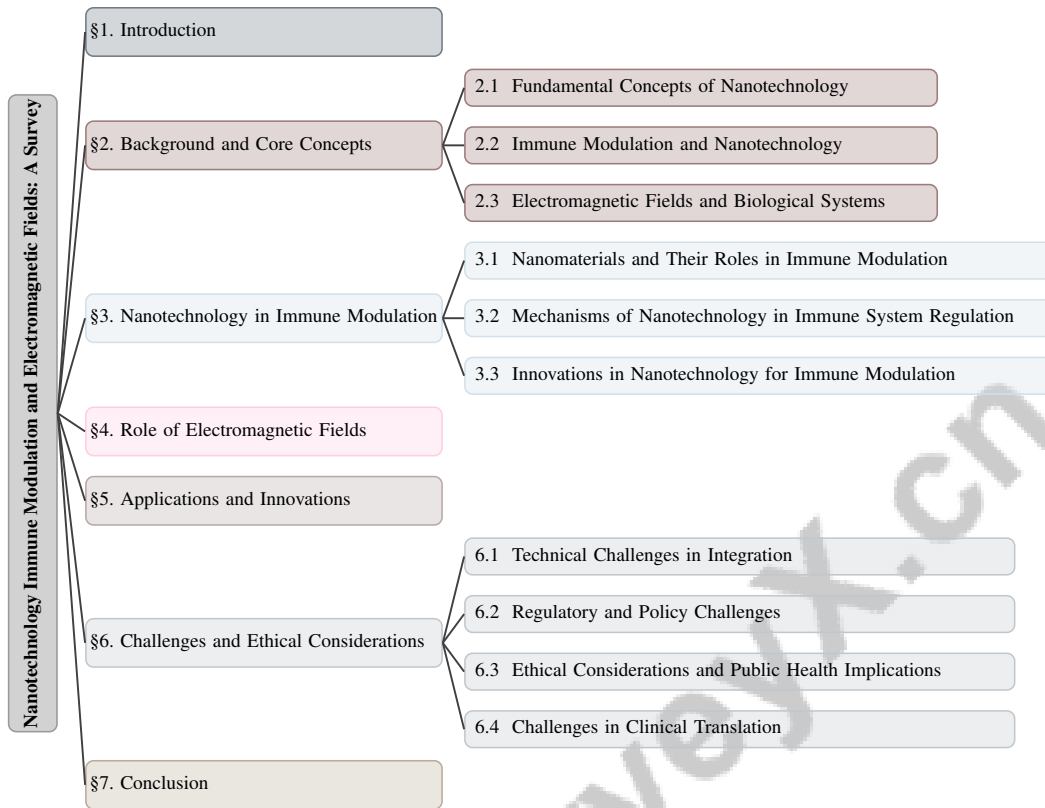 Nanotechnology Immune Modulation and Electromagnetic Fields: A Survey
§1. Introduction
§2. Background and Core Concepts
2.1 Fundamental Concepts of Nanotechnology
2.2 Immune Modulation and Nanotechnology
2.3 Electromagnetic Fields and Biological Systems
§3. Nanotechnology in Immune Modulation
3.1 Nanomaterials and Their Roles in Immune Modulation
3.2 Mechanisms of Nanotechnology in Immune System Regulation
3.3 Innovations in Nanotechnology for Immune Modulation
§4. Role of Electromagnetic Fields
§5. Applications and Innovations
§6. Challenges and Ethical Considerations
6.1 Technical Challenges in Integration
6.2 Regulatory and Policy Challenges
6.3 Ethical Considerations and Public Health Implications
6.4 Challenges in Clinical Translation
§7. Conclusion
veyx.cn